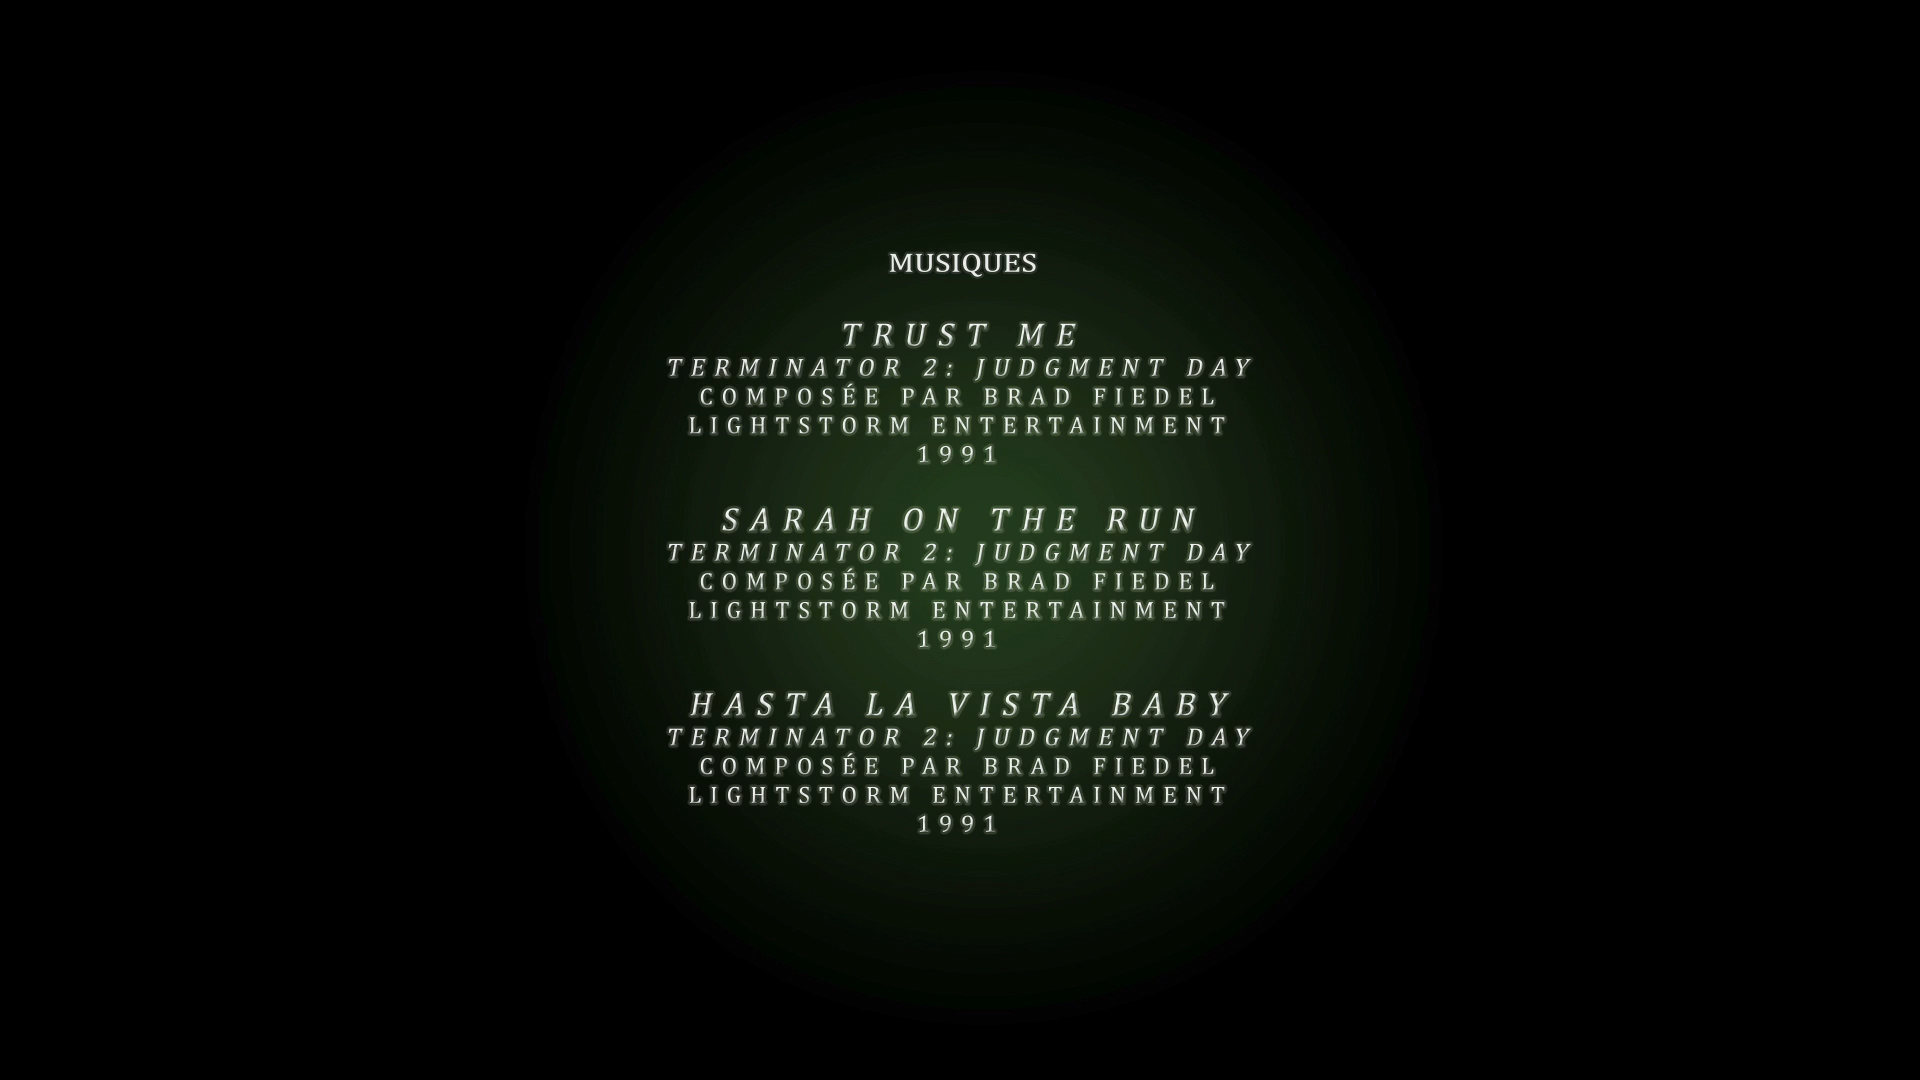 MUSIQUES
TRUST ME
TERMINATOR 2: JUDGMENT DAY
COMPOSÉE PAR BRAD FIEDEL
LIGHTSTORM ENTERTAINMENT
1991
SARAH ON THE RUN
TERMINATOR 2: JUDGMENT DAY
COMPOSÉE PAR BRAD FIEDEL
LIGHTSTORM ENTERTAINMENT
1991
HASTA LA VISTA BABY
TERMINATOR 2: JUDGMENT DAY
COMPOSÉE PAR BRAD FIEDEL
LIGHTSTORM ENTERTAINMENT
1991